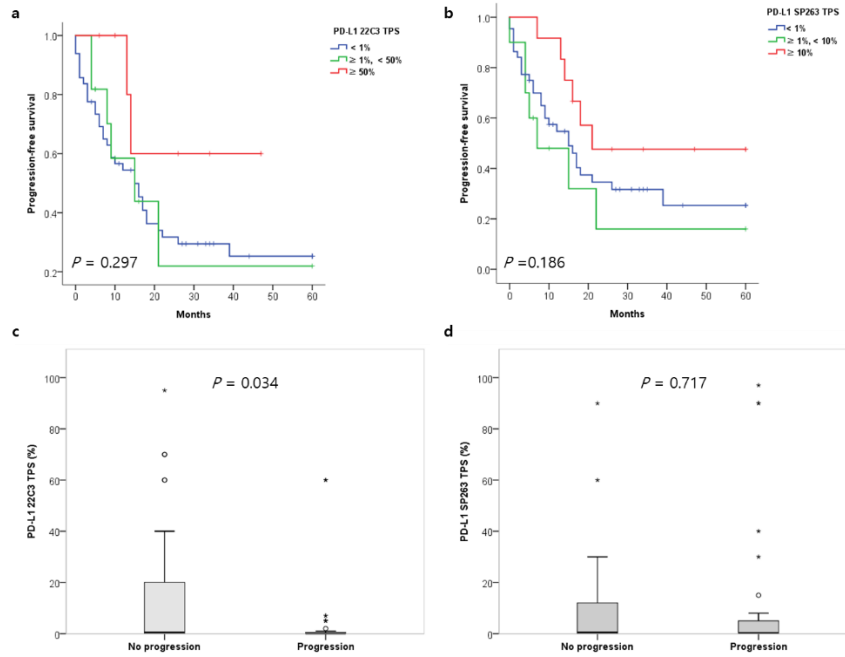 a
PD-L1 22C3 TPS
< 1%
≥ 1%, < 50%
≥ 50%
Progression-free survival
1.0
0.8
0.6
0.4
0.2
P = 0.297
0 10 20 30 40 50 60
Months
b
PD-L1 SP263 TPS
< 1%
≥ 1%, < 10%
≥ 10%
Progression-free survival
1.0
0.8
0.6
0.4
0.2
0.0
P =0.186
0 10 20 30 40 50 60
Months
c
P = 0.034
PD-L1 22C3 TPS (%)
100
80
60
40
20
0
No progression Progression
d
P = 0.717
PD-L1 SP263 TPS (%)
100
80
60
40
20
0
No progression Progression